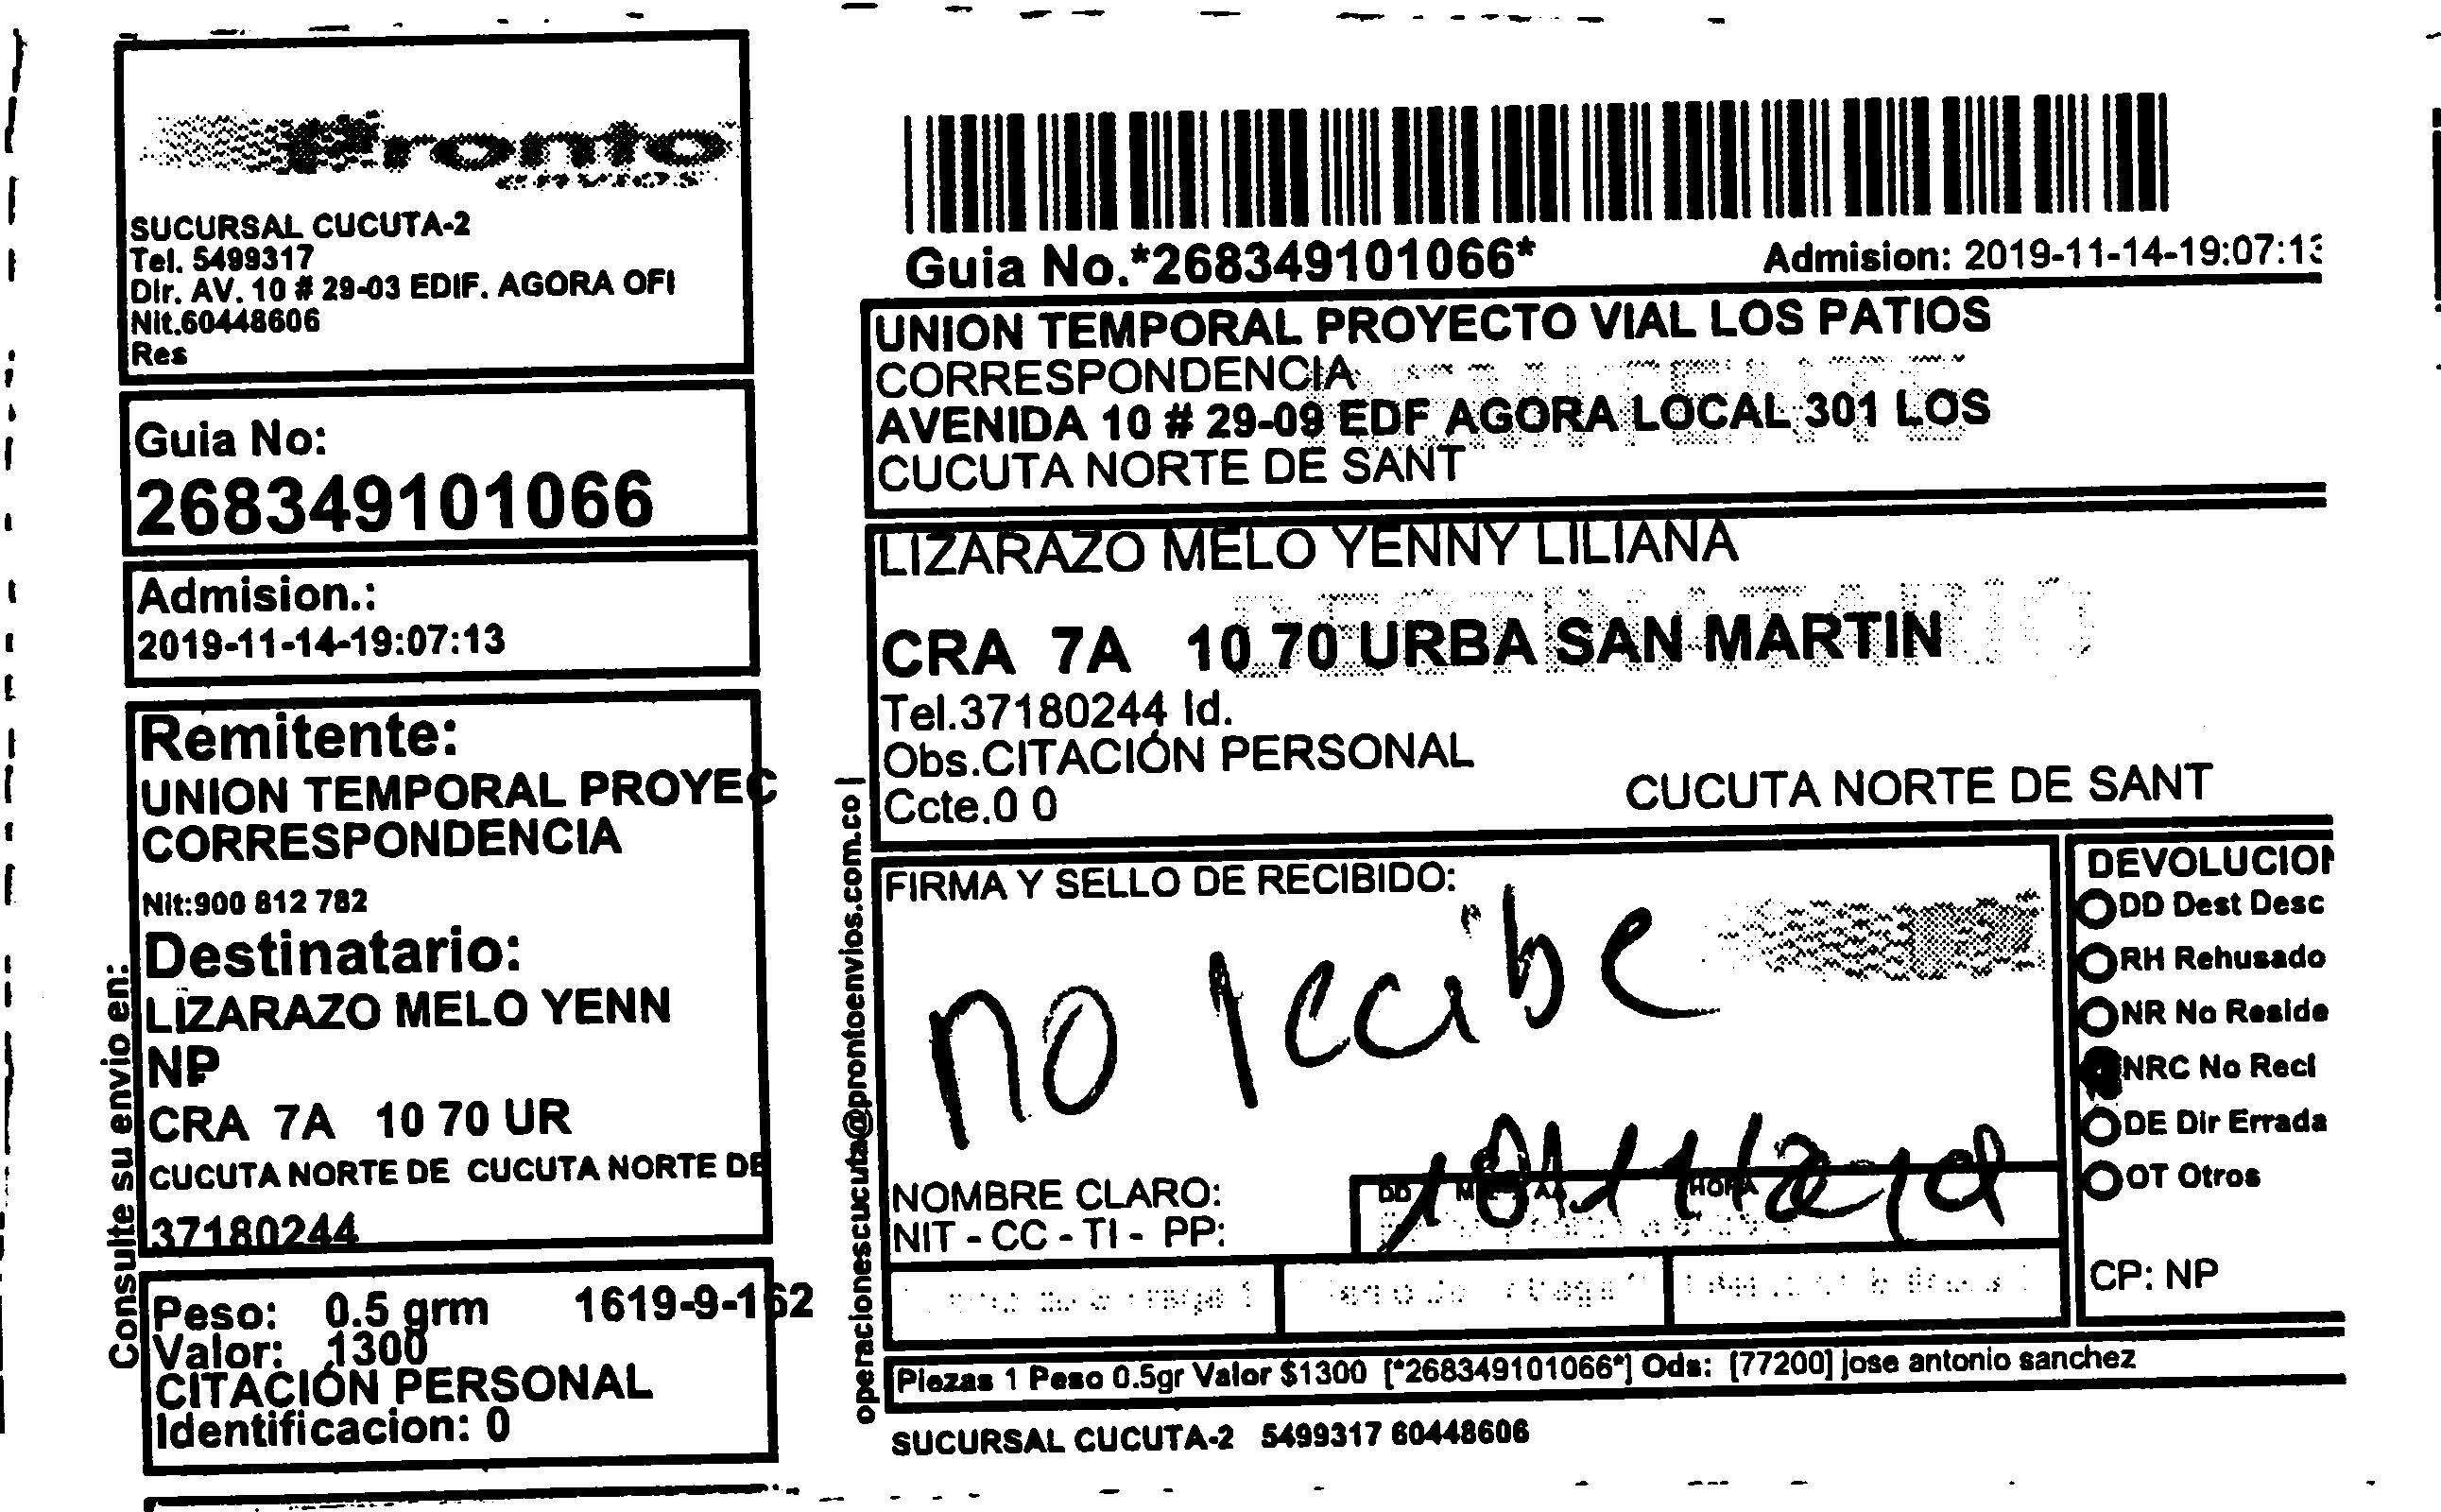 Pronto
envios
SUCURSAL CUCUTA-2
Tel. 5499317
Dir. AV. 10 # 29-03 EDIF. AGORA OFI
Nit.60448606
Res
Guia No:
268349101066
Admision.:
2019-11-14-19:07:13
Remitente:
UNION TEMPORAL PROYEC
CORRESPONDENCIA
Nit:900 812 782
Destinatario:
LIZARAZO MELO YENN
NP
CRA 7A 10 70 UR
CUCUTA NORTE DE CUCUTA NORTE DE
37180244
Peso: 0.5 grm 1619-9-162
Valor: 1300
CITACIÓN PERSONAL
Identificacion: 0
Consulte su envio en:
operacionescucuta@prontoenvios.com.co |
Guia No.*268349101066* Admision: 2019-11-14-19:07:13
UNION TEMPORAL PROYECTO VIAL LOS PATIOS
CORRESPONDENCIA
REMITENTE
AVENIDA 10 # 29-09 EDF AGORA LOCAL 301 LOS
CUCUTA NORTE DE SANT
LIZARAZO MELO YENNY LILIANA
DESTINATARIO
CRA 7A 10 70 URBA SAN MARTIN
Tel.37180244 Id.
Obs.CITACIÓN PERSONAL
Ccte.0 0 CUCUTA NORTE DE SANT
FIRMA Y SELLO DE RECIBIDO:
no recibe
NOMBRE CLARO:
NIT - CC - TI - PP:
DD
HORA
DEVOLUCION
DD Dest Desc
RH Rehusado
NR No Reside
NRC No Reci
DE Dir Errada
OT Otros
CP: NP
Piezas 1 Peso 0.5gr Valor $1300 [*268349101066*] Ods: [77200] jose antonio sanchez
SUCURSAL CUCUTA-2 5499317 60448606